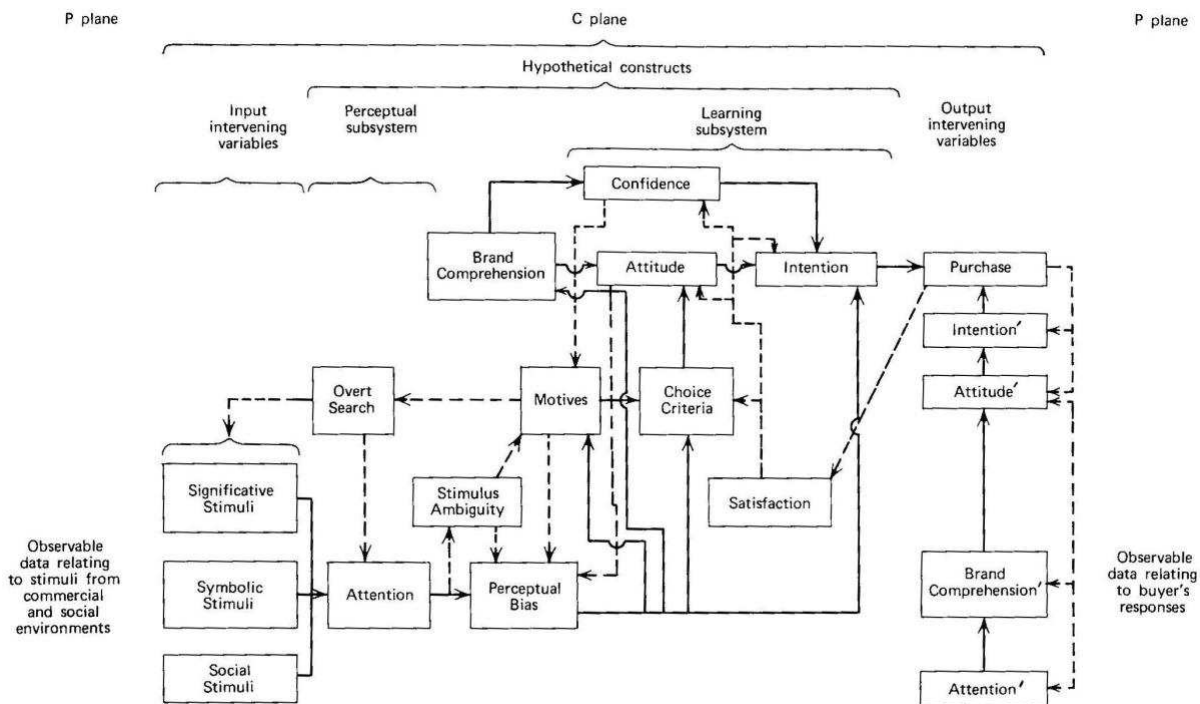 P plane
C plane
P plane
Hypothetical constructs
Input
intervening
variables
Perceptual
subsystem
Learning
subsystem
Output
intervening
variables
Confidence
Brand
Comprehension
Attitude
Intention
Purchase
Intention′
Attitude′
Overt
Search
Motives
Choice
Criteria
Significative
Stimuli
Stimulus
Ambiguity
Satisfaction
Observable
data relating
to stimuli from
commercial
and social
environments
Symbolic
Stimuli
Attention
Perceptual
Bias
Brand
Comprehension′
Observable
data relating
to buyer's
responses
Social
Stimuli
Attention′